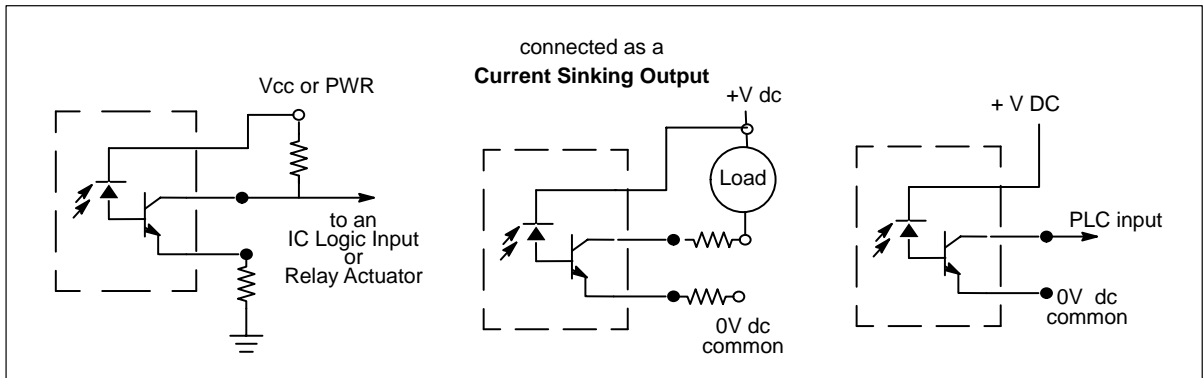 connected as a
Current Sinking Output
Vcc or PWR
to an
IC Logic Input
or
Relay Actuator
+V dc
Load
0V dc
common
+ V DC
PLC input
0V dc
common